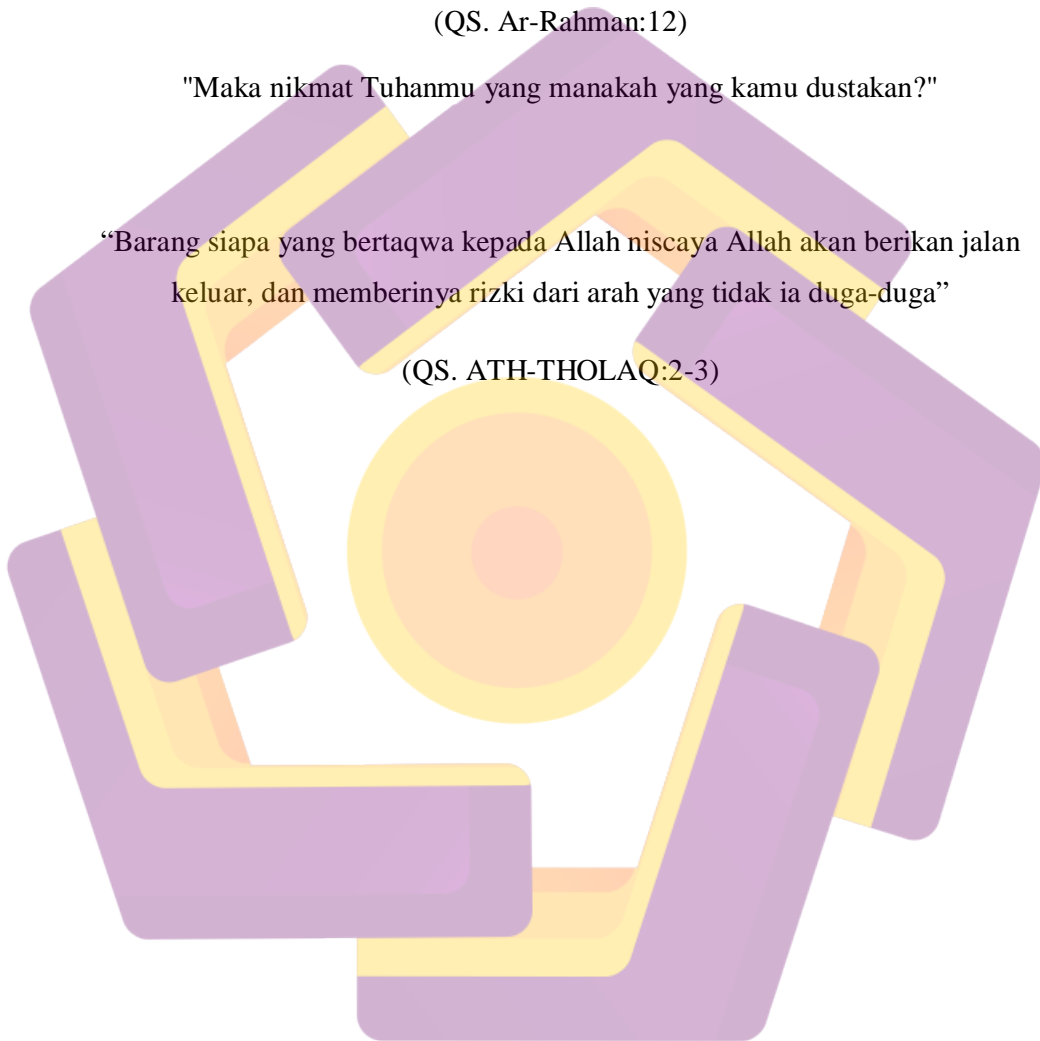 (QS. Ar-Rahman:12)
"Maka nikmat Tuhanmu yang manakah yang kamu dustakan?"
“Barang siapa yang bertaqwa kepada Allah niscaya Allah akan berikan jalan
keluar, dan memberinya rizki dari arah yang tidak ia duga-duga”
(QS. ATH-THOLAQ:2-3)